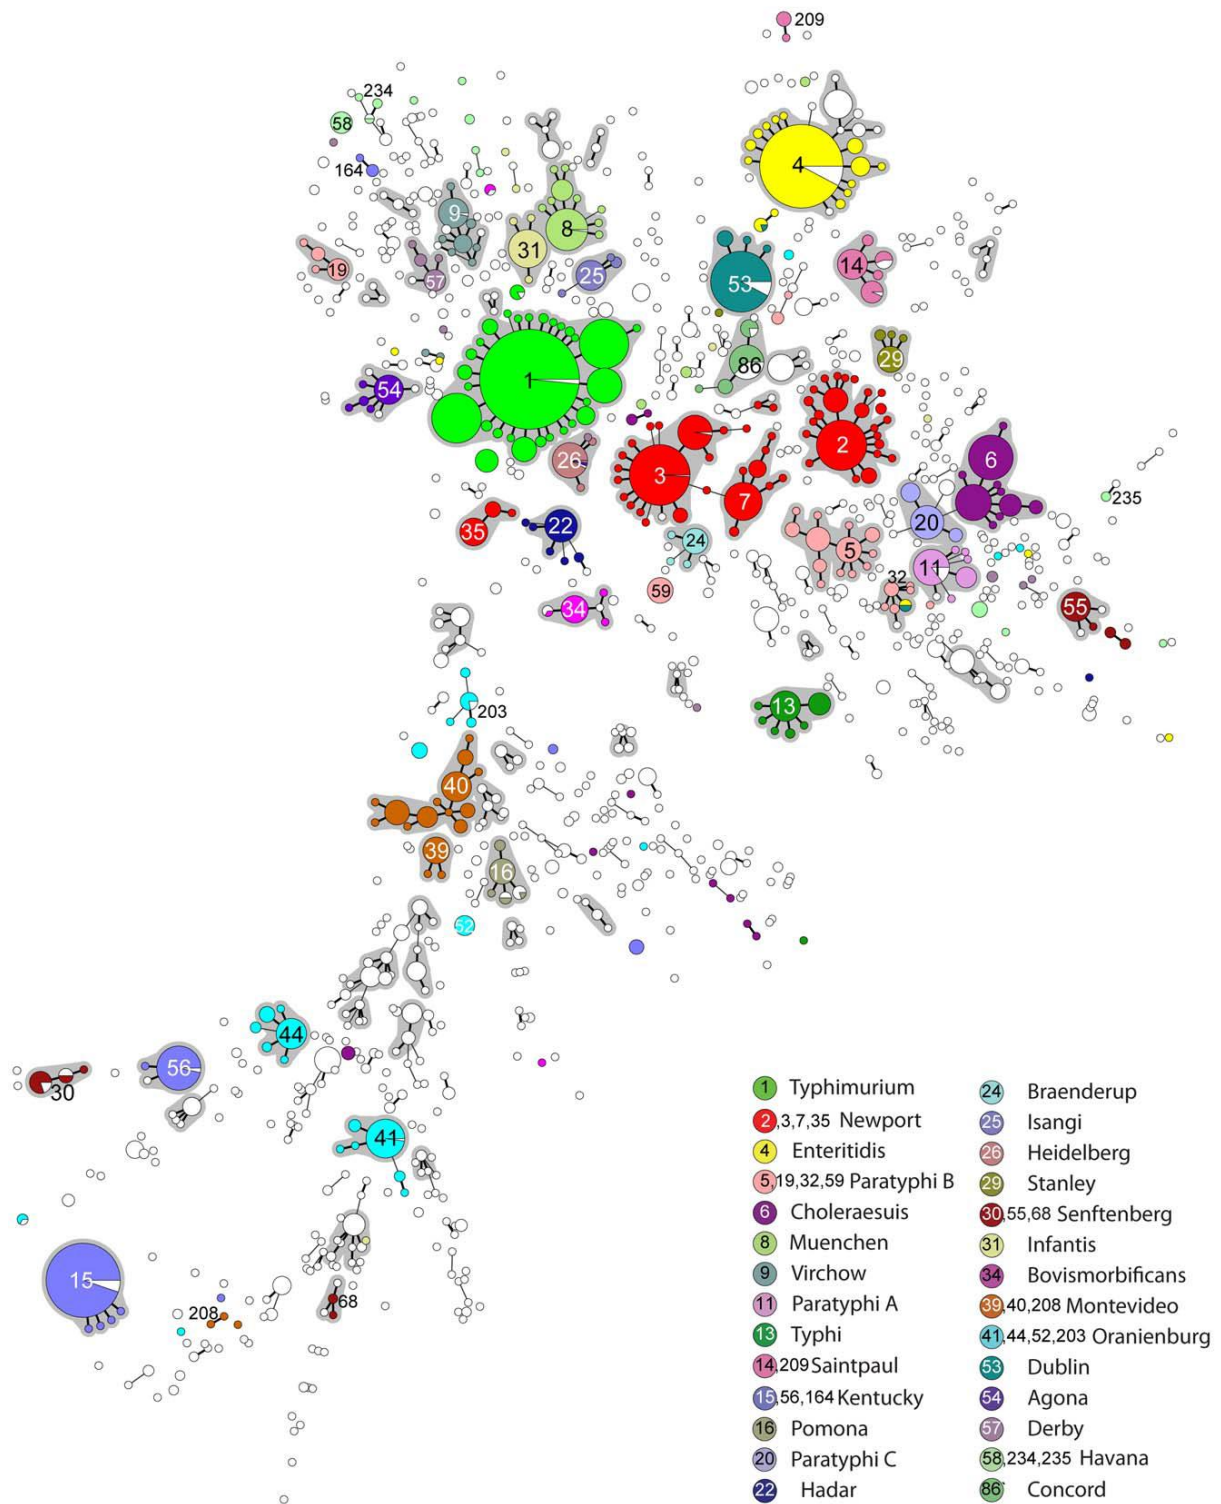 209
234
58
4
164
9
8
31
14
19
25
57
53
29
86
1
54
2
6
26
3
7
235
20
35
22
24
5
11
32
59
55
34
13
203
40
39
16
52
44
56
30
41
15
208
68
1 Typhimurium
2,3,7,35 Newport
4 Enteritidis
5,19,32,59 Paratyphi B
6 Choleraesuis
8 Muenchen
9 Virchow
11 Paratyphi A
13 Typhi
14,209 Saintpaul
15,56,164 Kentucky
16 Pomona
20 Paratyphi C
22 Hadar
24 Braenderup
25 Isangi
26 Heidelberg
29 Stanley
30,55,68 Senftenberg
31 Infantis
34 Bovismorbificans
39,40,208 Montevideo
41,44,52,203 Oranienburg
53 Dublin
54 Agona
57 Derby
58,234,235 Havana
86 Concord